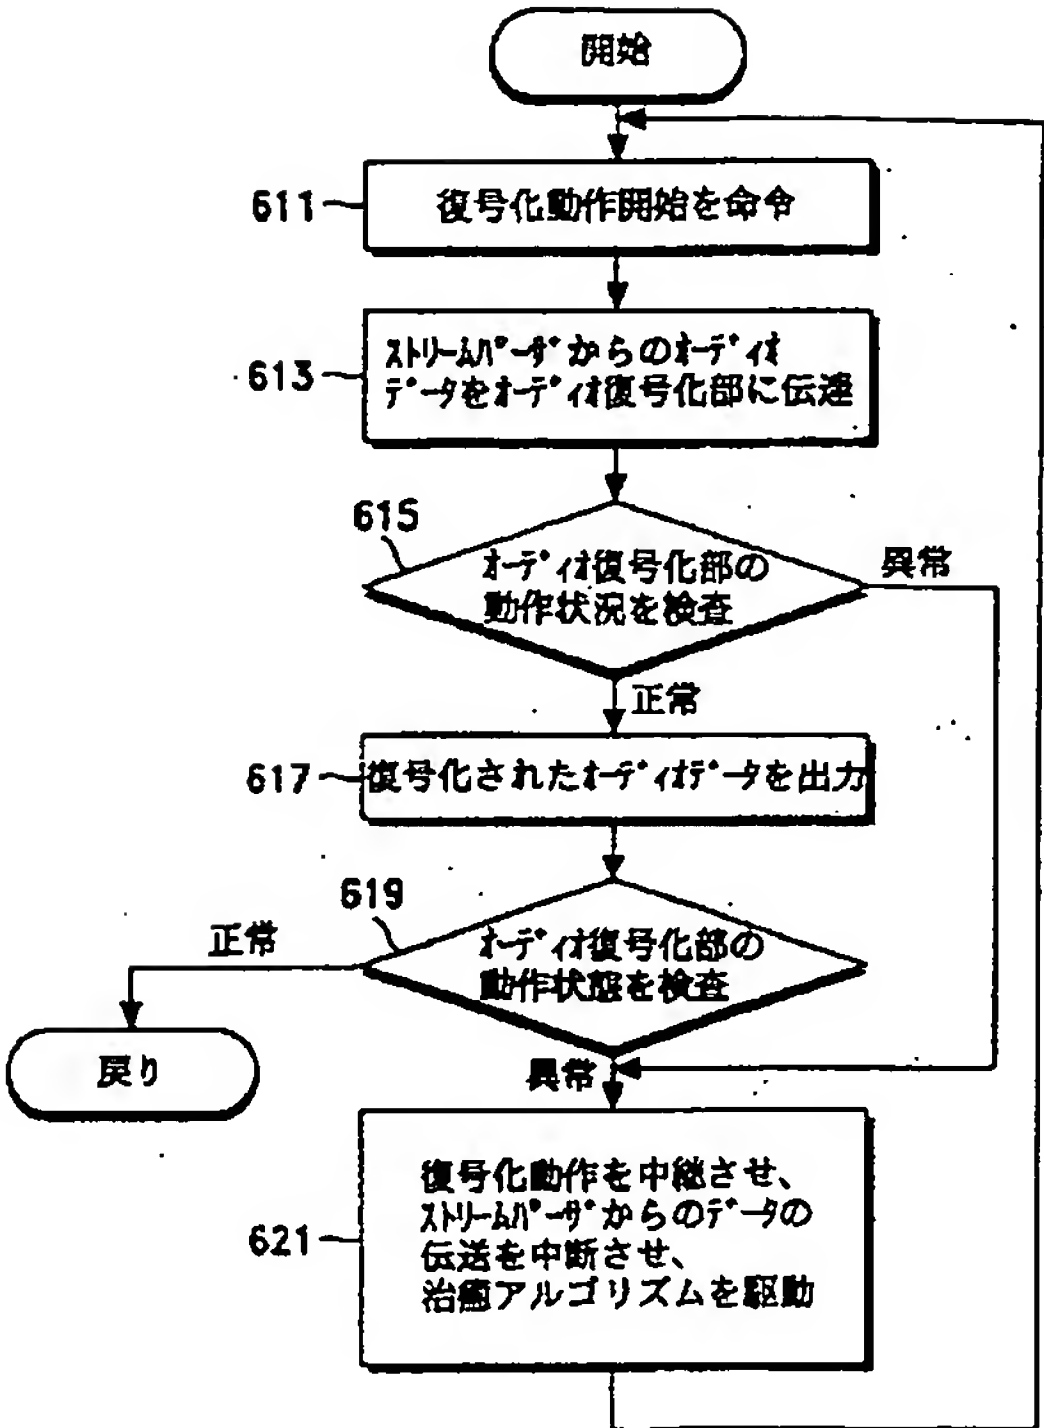 開始
611
復号化動作開始を命令
613
ｽﾄﾘｰﾑﾊﾟｰｻﾞからのｵｰﾃﾞｨｵ
ﾃﾞｰﾀをｵｰﾃﾞｨｵ復号化部に伝達
615
ｵｰﾃﾞｨｵ復号化部の
動作状況を検査
異常
正常
617
復号化されたｵｰﾃﾞｨｵﾃﾞｰﾀを出力
619
ｵｰﾃﾞｨｵ復号化部の
動作状態を検査
正常
戻り
異常
621
復号化動作を中継させ、
ｽﾄﾘｰﾑﾊﾟｰｻﾞからのﾃﾞｰﾀの
伝送を中断させ、
治癒アルゴリズムを駆動